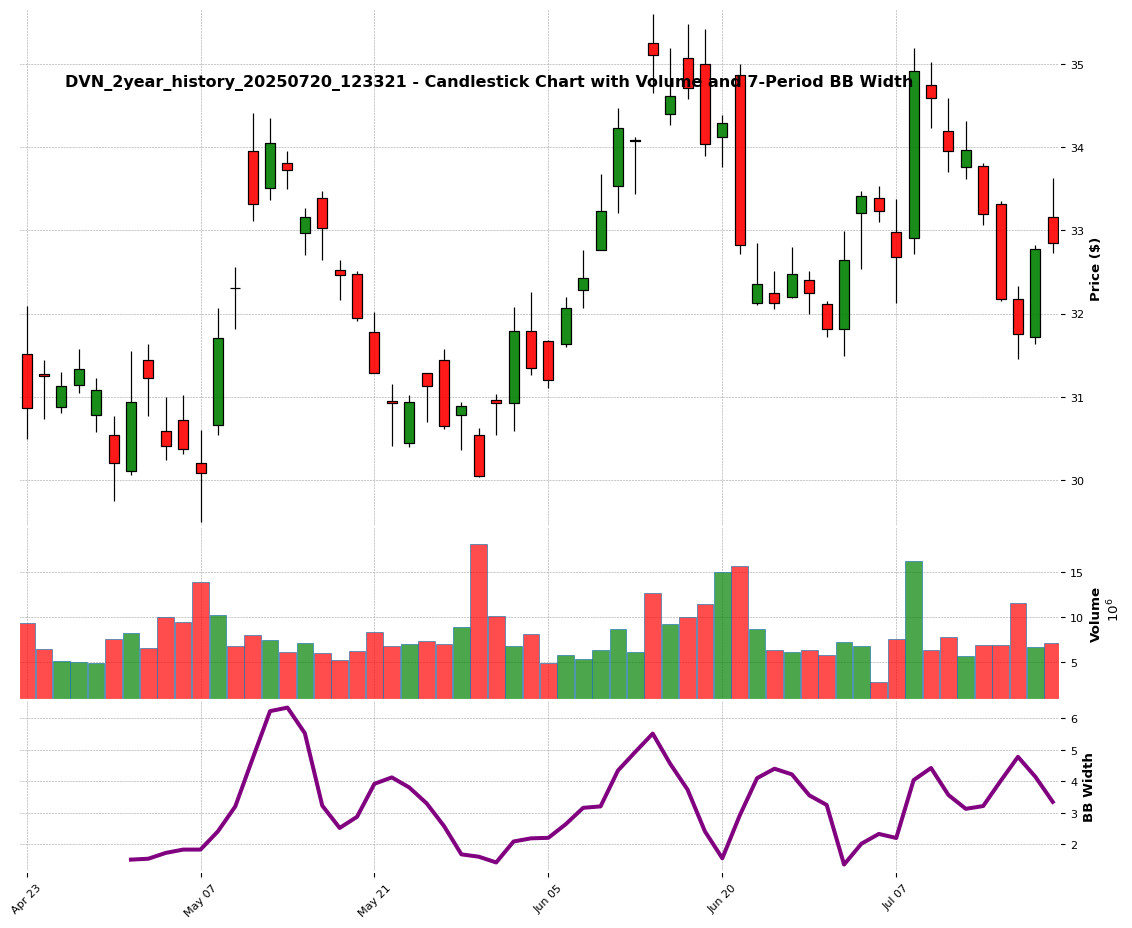 DVN_2year_history_20250720_123321 - Candlestick Chart with Volume and 7-Period BB Width
35
34
33
32
31
30
Price ($)
15
10
5
Volume
10^6
6
5
4
3
2
BB Width
Apr 23
May 07
May 21
Jun 05
Jun 20
Jul 07